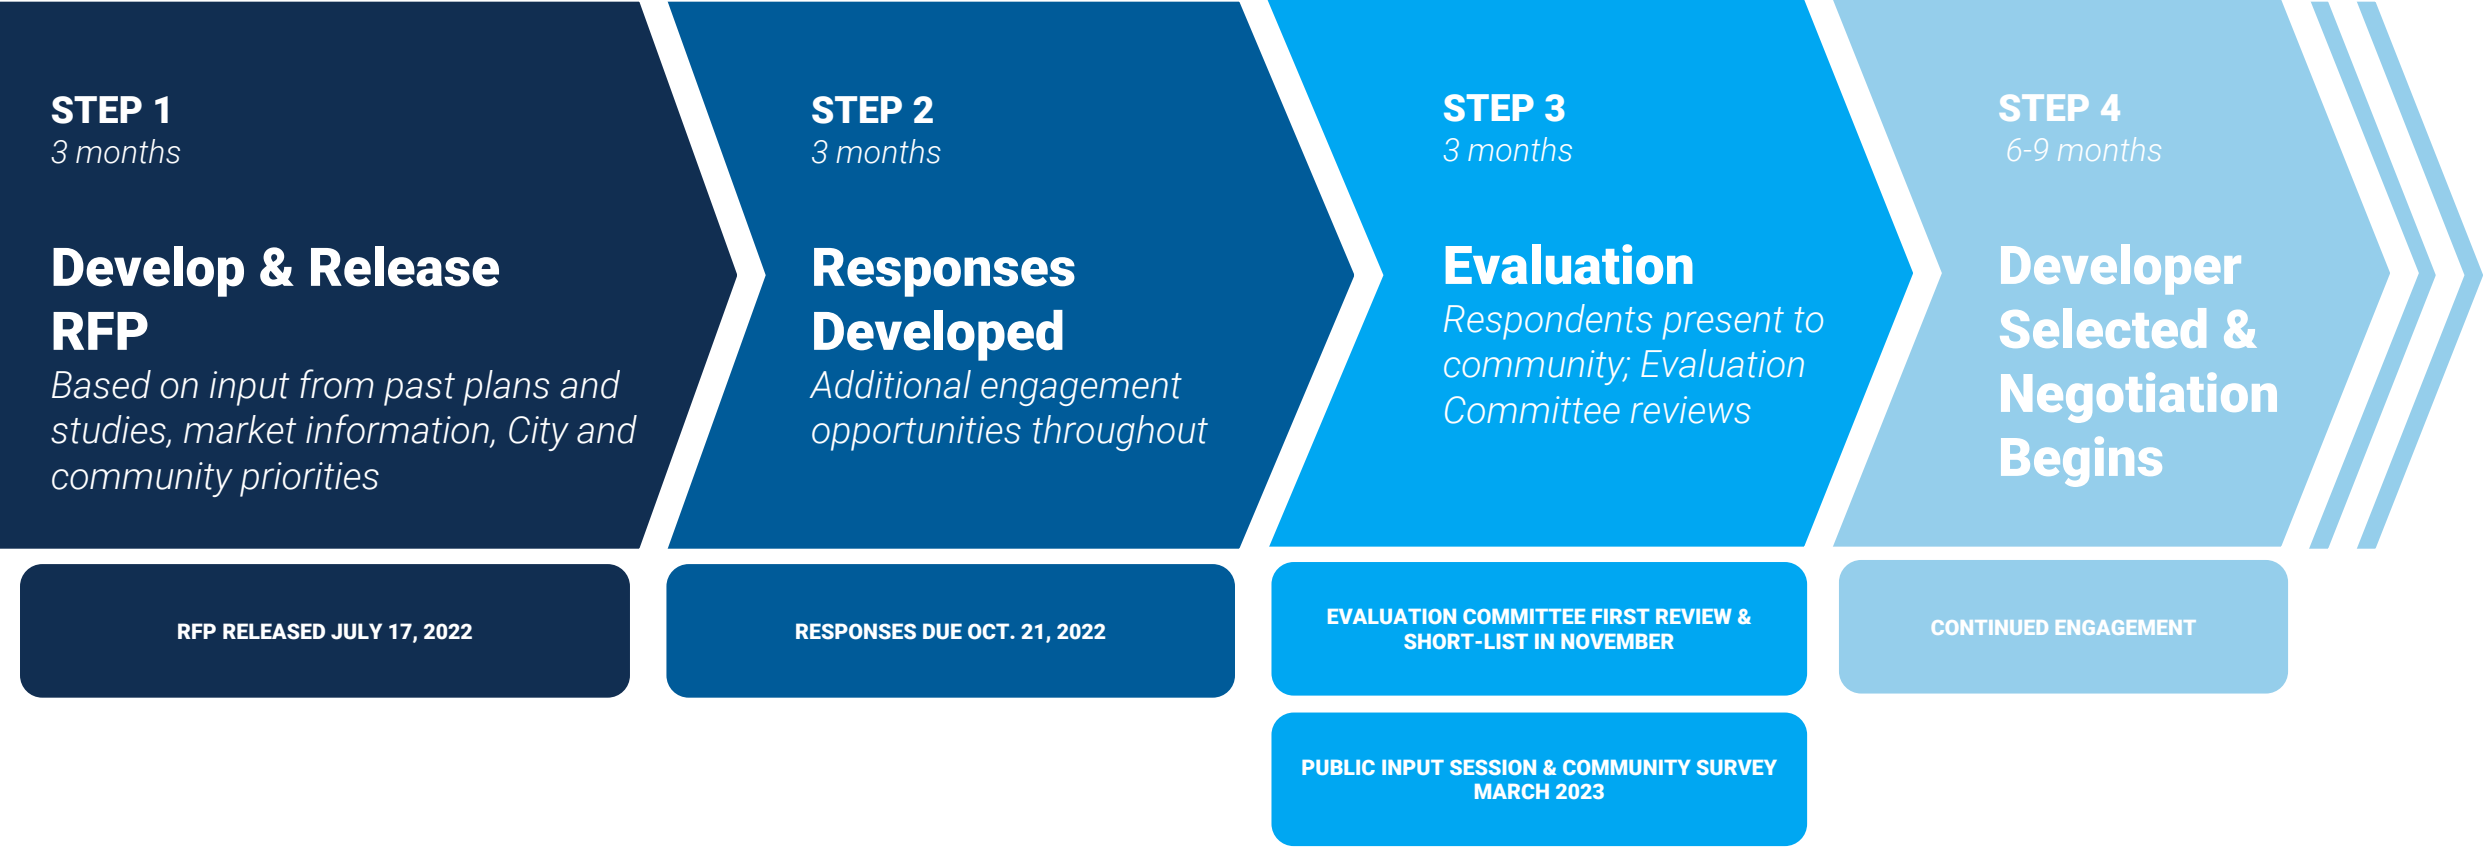 STEP 1
3 months
Develop & Release
RFP
Based on input from past plans and
studies, market information, City and
community priorities
RFP RELEASED JULY 17, 2022
STEP 2
3 months
Responses
Developed
Additional engagement
opportunities throughout
RESPONSES DUE OCT. 21, 2022
STEP 3
3 months
Evaluation
Respondents present to
community; Evaluation
Committee reviews
EVALUATION COMMITTEE FIRST REVIEW &
SHORT-LIST IN NOVEMBER
PUBLIC INPUT SESSION & COMMUNITY SURVEY
MARCH 2023
STEP 4
6-9 months
Developer
Selected &
Negotiation
Begins
CONTINUED ENGAGEMENT